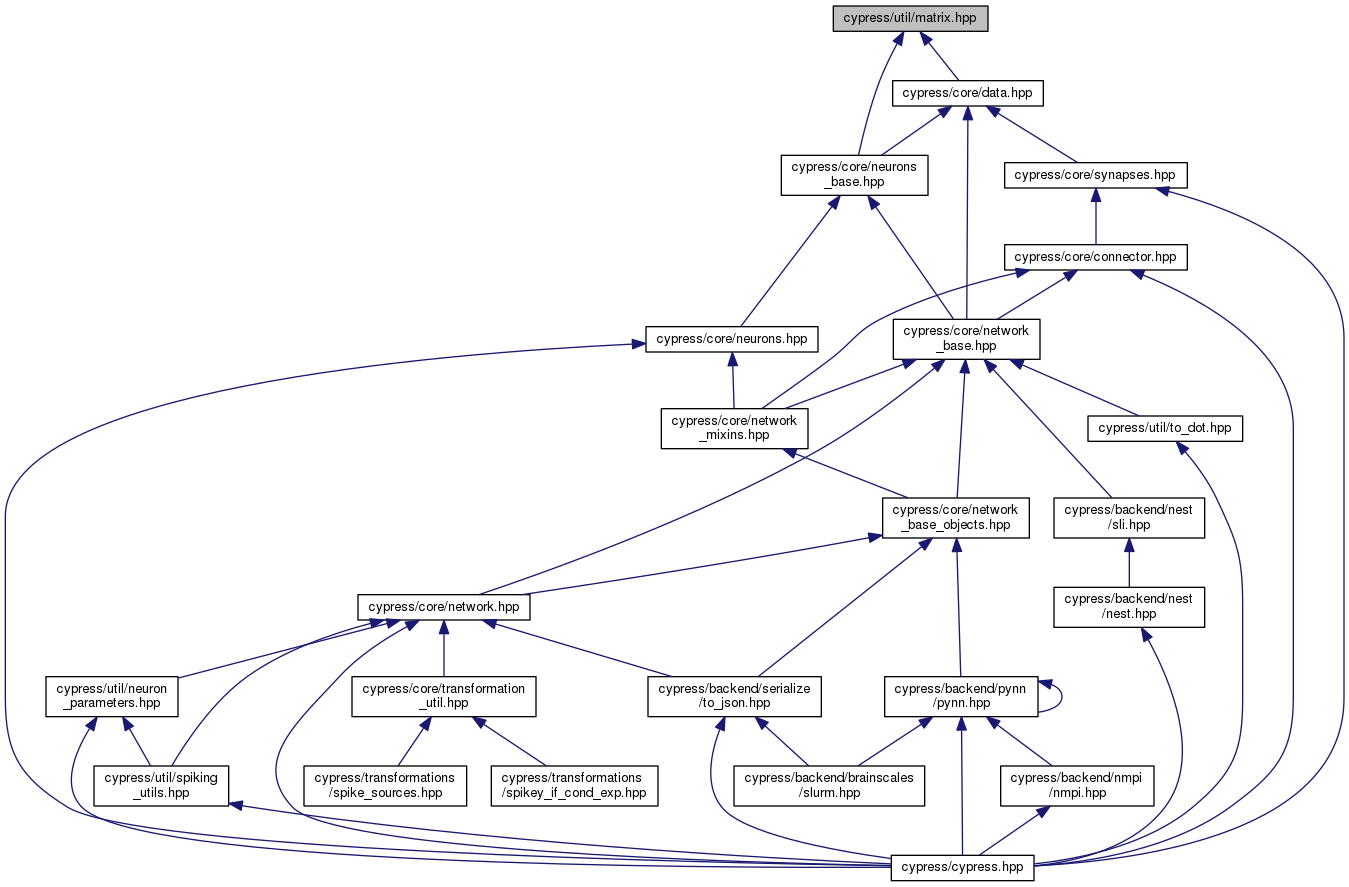 cypress/util/matrix.hpp
cypress/core/data.hpp
cypress/core/neurons
_base.hpp
cypress/core/synapses.hpp
cypress/core/connector.hpp
cypress/core/neurons.hpp
cypress/core/network
_base.hpp
cypress/core/network
_mixins.hpp
cypress/util/to_dot.hpp
cypress/core/network
_base_objects.hpp
cypress/backend/nest
/sli.hpp
cypress/core/network.hpp
cypress/backend/nest
/nest.hpp
cypress/util/neuron
_parameters.hpp
cypress/core/transformation
_util.hpp
cypress/backend/serialize
/to_json.hpp
cypress/backend/pynn
/pynn.hpp
cypress/util/spiking
_utils.hpp
cypress/transformations
/spike_sources.hpp
cypress/transformations
/spikey_if_cond_exp.hpp
cypress/backend/brainscales
/slurm.hpp
cypress/backend/nmpi
/nmpi.hpp
cypress/cypress.hpp